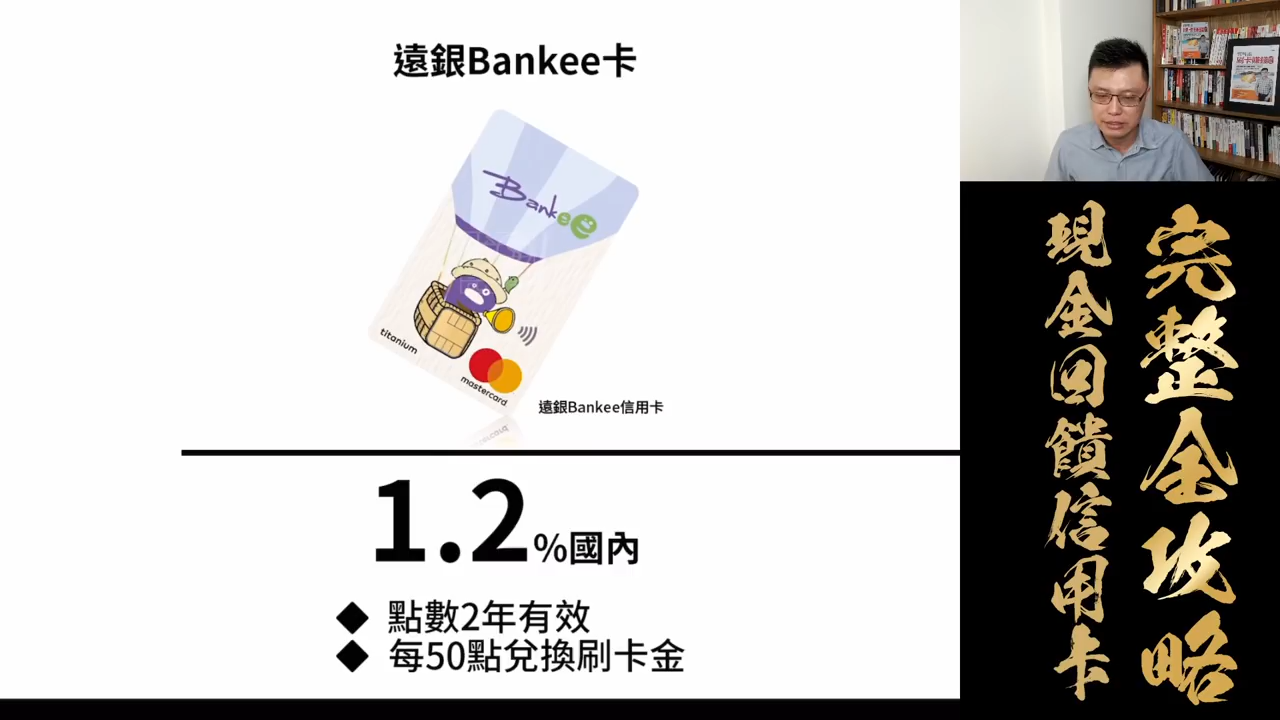 遠銀Bankee卡
Bankee
titanium
mastercard
遠銀Bankee信用卡
1.2%國內
◆ 點數2年有效
◆ 每50點兌換刷卡金
完整全攻略
現金回饋信用卡